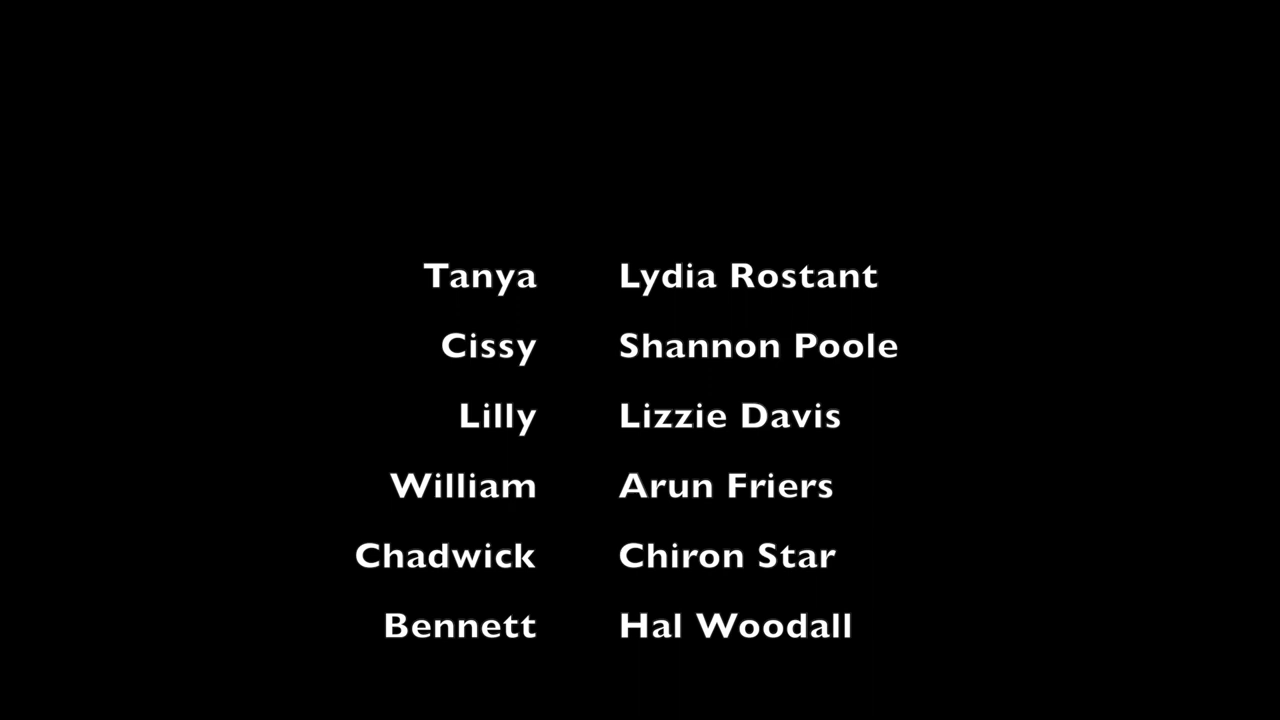 Tanya Lydia Rostant
Cissy Shannon Poole
Lilly Lizzie Davis
William Arun Friers
Chadwick Chiron Star
Bennett Hal Woodall